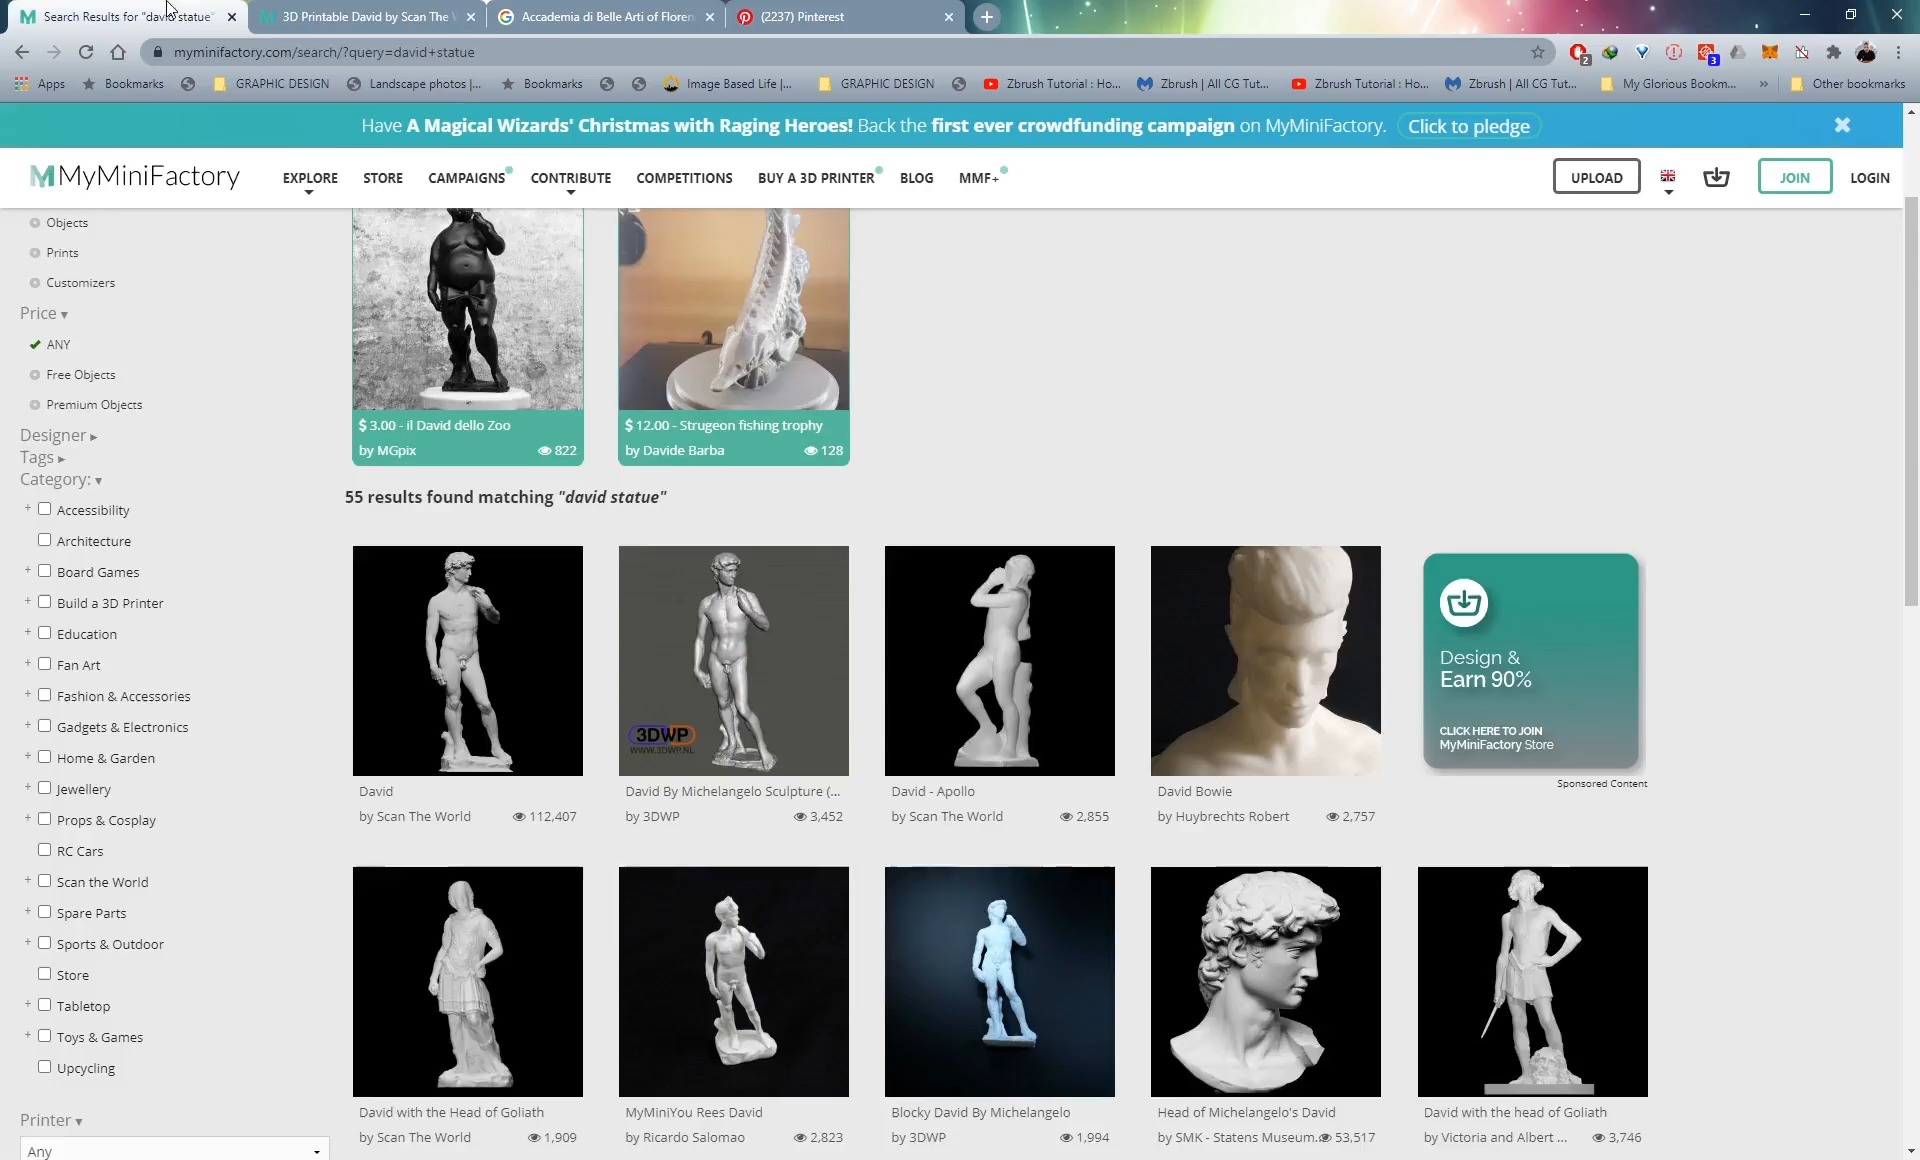 Search Results for "david statue"
3D Printable David by Scan The W
Accademia di Belle Arti of Floren
(2237) Pinterest
myminifactory.com/search/?query=david+statue
2
3
Apps
Bookmarks
GRAPHIC DESIGN
Landscape photos |...
Bookmarks
Image Based Life |...
GRAPHIC DESIGN
Zbrush Tutorial : Ho...
Zbrush | All CG Tut...
Zbrush Tutorial : Ho...
Zbrush | All CG Tut...
My Glorious Bookm...
»
Other bookmarks
Have A Magical Wizards' Christmas with Raging Heroes! Back the first ever crowdfunding campaign on MyMiniFactory. Click to pledge
MyMiniFactory
EXPLORE
STORE
CAMPAIGNS
CONTRIBUTE
COMPETITIONS
BUY A 3D PRINTER
BLOG
MMF+
UPLOAD
JOIN
LOGIN
Objects
Prints
Customizers
Price ▾
ANY
Free Objects
Premium Objects
Designer ▸
Tags ▸
Category: ▾
+ Accessibility
Architecture
+ Board Games
+ Build a 3D Printer
+ Education
+ Fan Art
+ Fashion & Accessories
+ Gadgets & Electronics
+ Home & Garden
+ Jewellery
+ Props & Cosplay
RC Cars
+ Scan the World
+ Spare Parts
+ Sports & Outdoor
Store
+ Tabletop
+ Toys & Games
Upcycling
Printer ▾
Any
$ 3.00 - il David dello Zoo
by MGpix 822
$ 12.00 - Strugeon fishing trophy
by Davide Barba 128
55 results found matching "david statue"
3DWP
WWW.3DWP.NL
David
by Scan The World 112,407
David By Michelangelo Sculpture (...
by 3DWP 3,452
David - Apollo
by Scan The World 2,855
David Bowie
by Huybrechts Robert 2,757
Design &
Earn 90%
CLICK HERE TO JOIN
MyMiniFactory Store
Sponsored Content
David with the Head of Goliath
by Scan The World 1,909
MyMiniYou Rees David
by Ricardo Salomao 2,823
Blocky David By Michelangelo
by 3DWP 1,994
Head of Michelangelo's David
by SMK - Statens Museum... 53,517
David with the head of Goliath
by Victoria and Albert ... 3,746